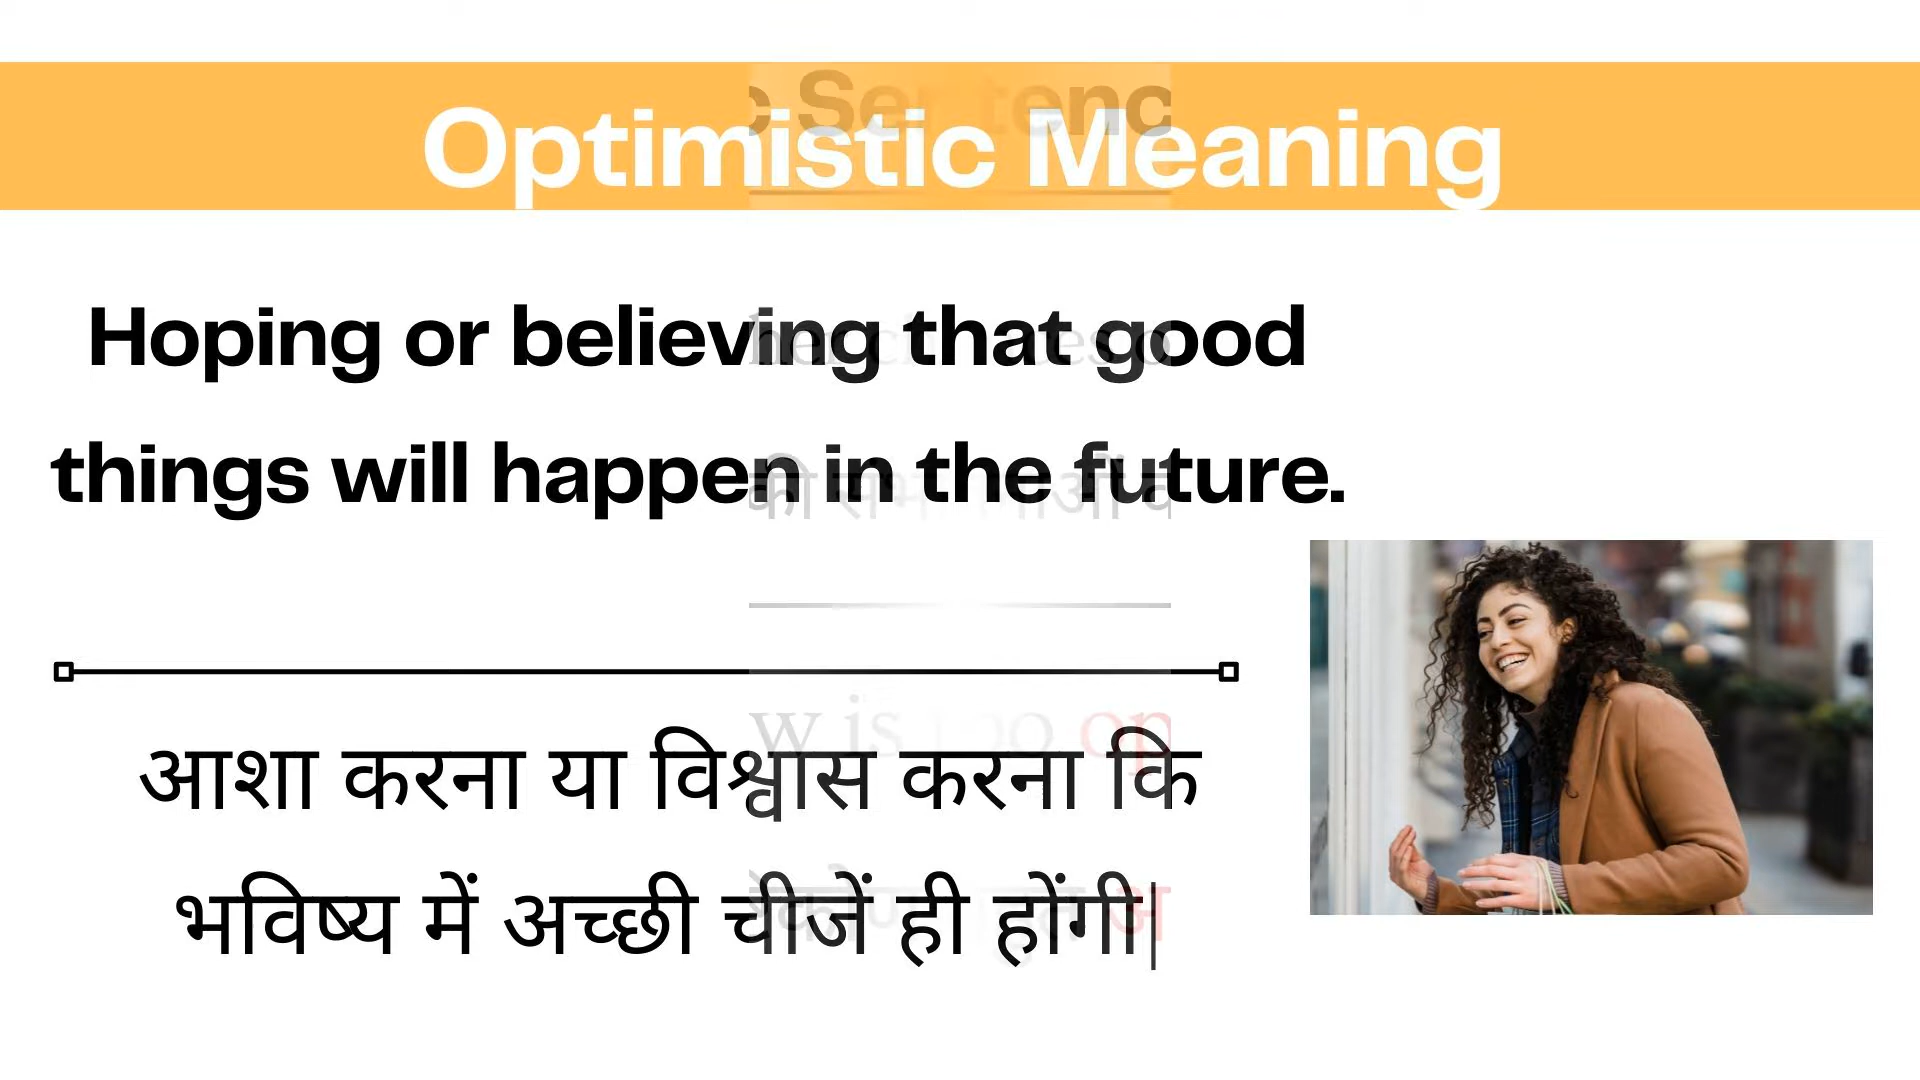 Optimistic Meaning
Hoping or believing that good
things will happen in the future.
आशा करना या विश्वास करना कि
भविष्य में अच्छी चीजें ही होंगी|